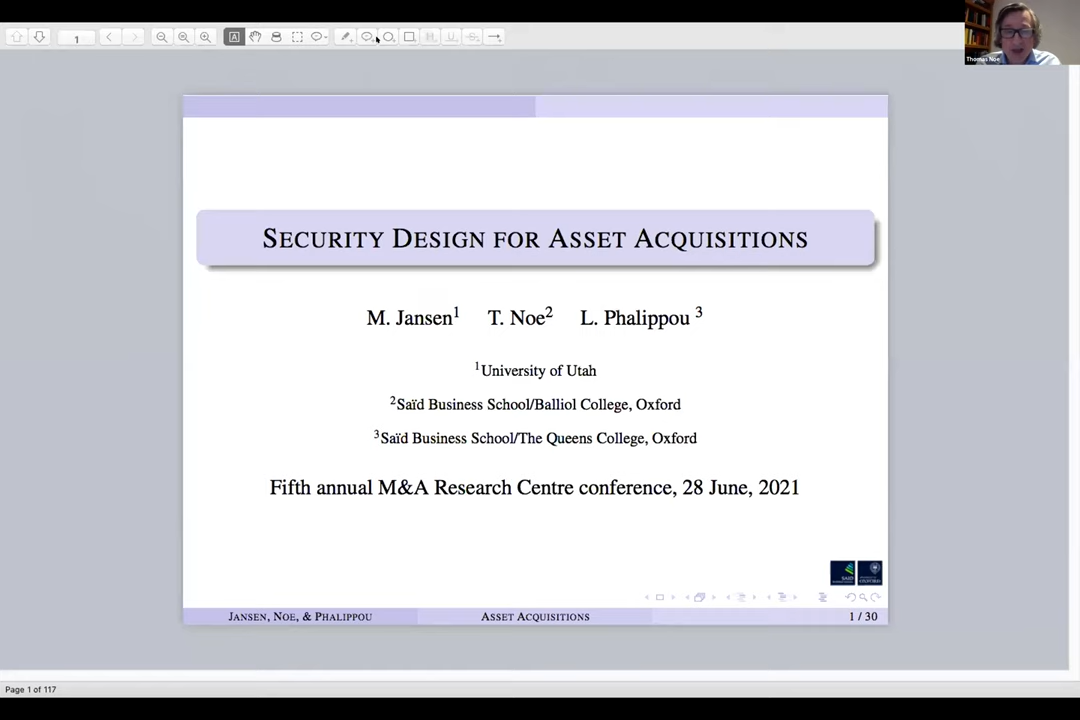 1
A
Thomas Noe
SECURITY DESIGN FOR ASSET ACQUISITIONS
M. Jansen1 T. Noe2 L. Phalippou 3
1University of Utah
2Saïd Business School/Balliol College, Oxford
3Saïd Business School/The Queens College, Oxford
Fifth annual M&A Research Centre conference, 28 June, 2021
JANSEN, NOE, & PHALIPPOU ASSET ACQUISITIONS 1 / 30
Page 1 of 117